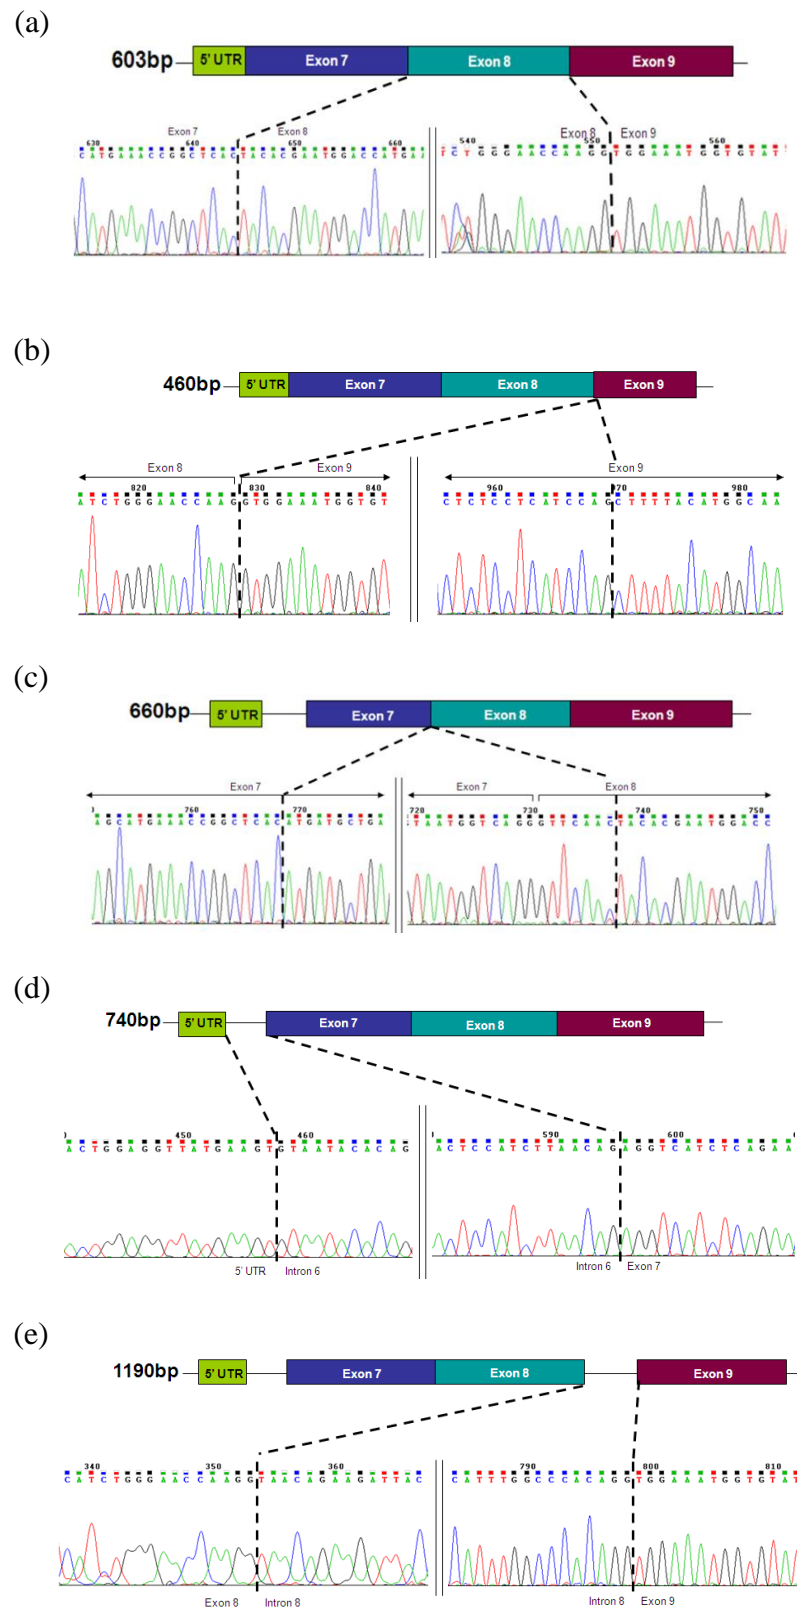 (a)
603bp 5' UTR Exon 7 Exon 8 Exon 9
Exon 7 Exon 8 Exon 8 Exon 9
630 640 650 660 540 550 560
CATGAAACCGGCTCACTACACGAATGGACCATGAA TCTGGGAACCAAGGTGGAAATGGTGTAT
(b)
460bp 5' UTR Exon 7 Exon 8 Exon 9
Exon 8 Exon 9 Exon 9
820 830 840 960 970 980
ATCTGGGAACCAAGGTGGAAATGGTGT CTCTCCTCATCCAGCTTTTACATGGCAA
(c)
660bp 5' UTR Exon 7 Exon 8 Exon 9
Exon 7 Exon 7 Exon 8
760 770 720 730 740 750
AGCATGAAACCGGCTCACATGATGCTGA TAATGGTCAGGGTTCAACTACACGAATGGACC
(d)
740bp 5' UTR Exon 7 Exon 8 Exon 9
450 460 590 600
ACTGGAGGTTATGAAGTGTAATACACAG ACTCCATCTTAACAGAGGTCATCTCAGAA
5' UTR Intron 6 Intron 6 Exon 7
(e)
1190bp 5' UTR Exon 7 Exon 8 Exon 9
340 350 360 790 800 810
CATCTGGGAACCAAGGTAACAGAAGATTAC CATTTGGCCCACAGGTGGAAATGGTGTAT
Exon 8 Intron 8 Intron 8 Exon 9